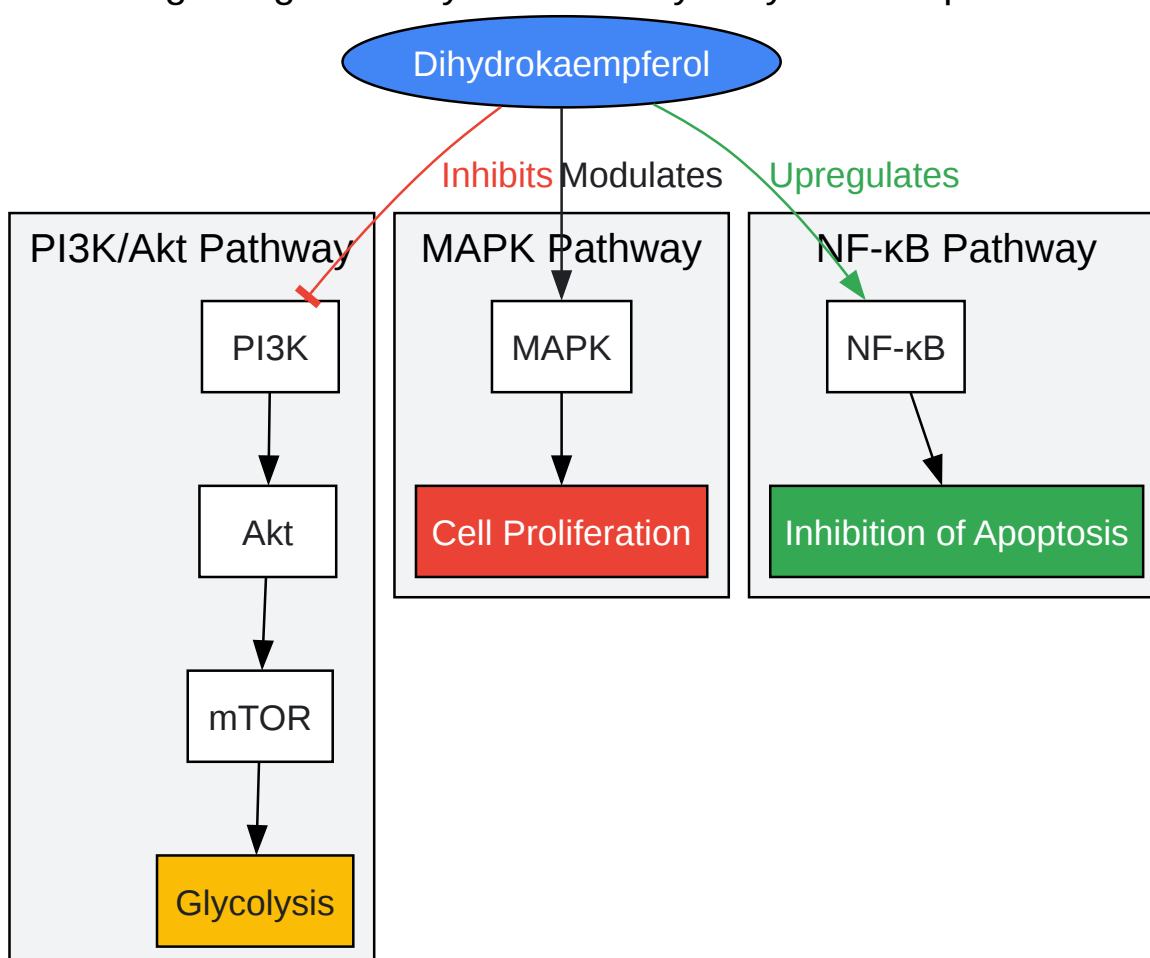 Dihydrokaempferol
Inhibits
Modulates
Upregulates
PI3K/Akt Pathway
MAPK Pathway
NF-κB Pathway
PI3K
MAPK
NF-κB
Akt
Cell Proliferation
Inhibition of Apoptosis
mTOR
Glycolysis